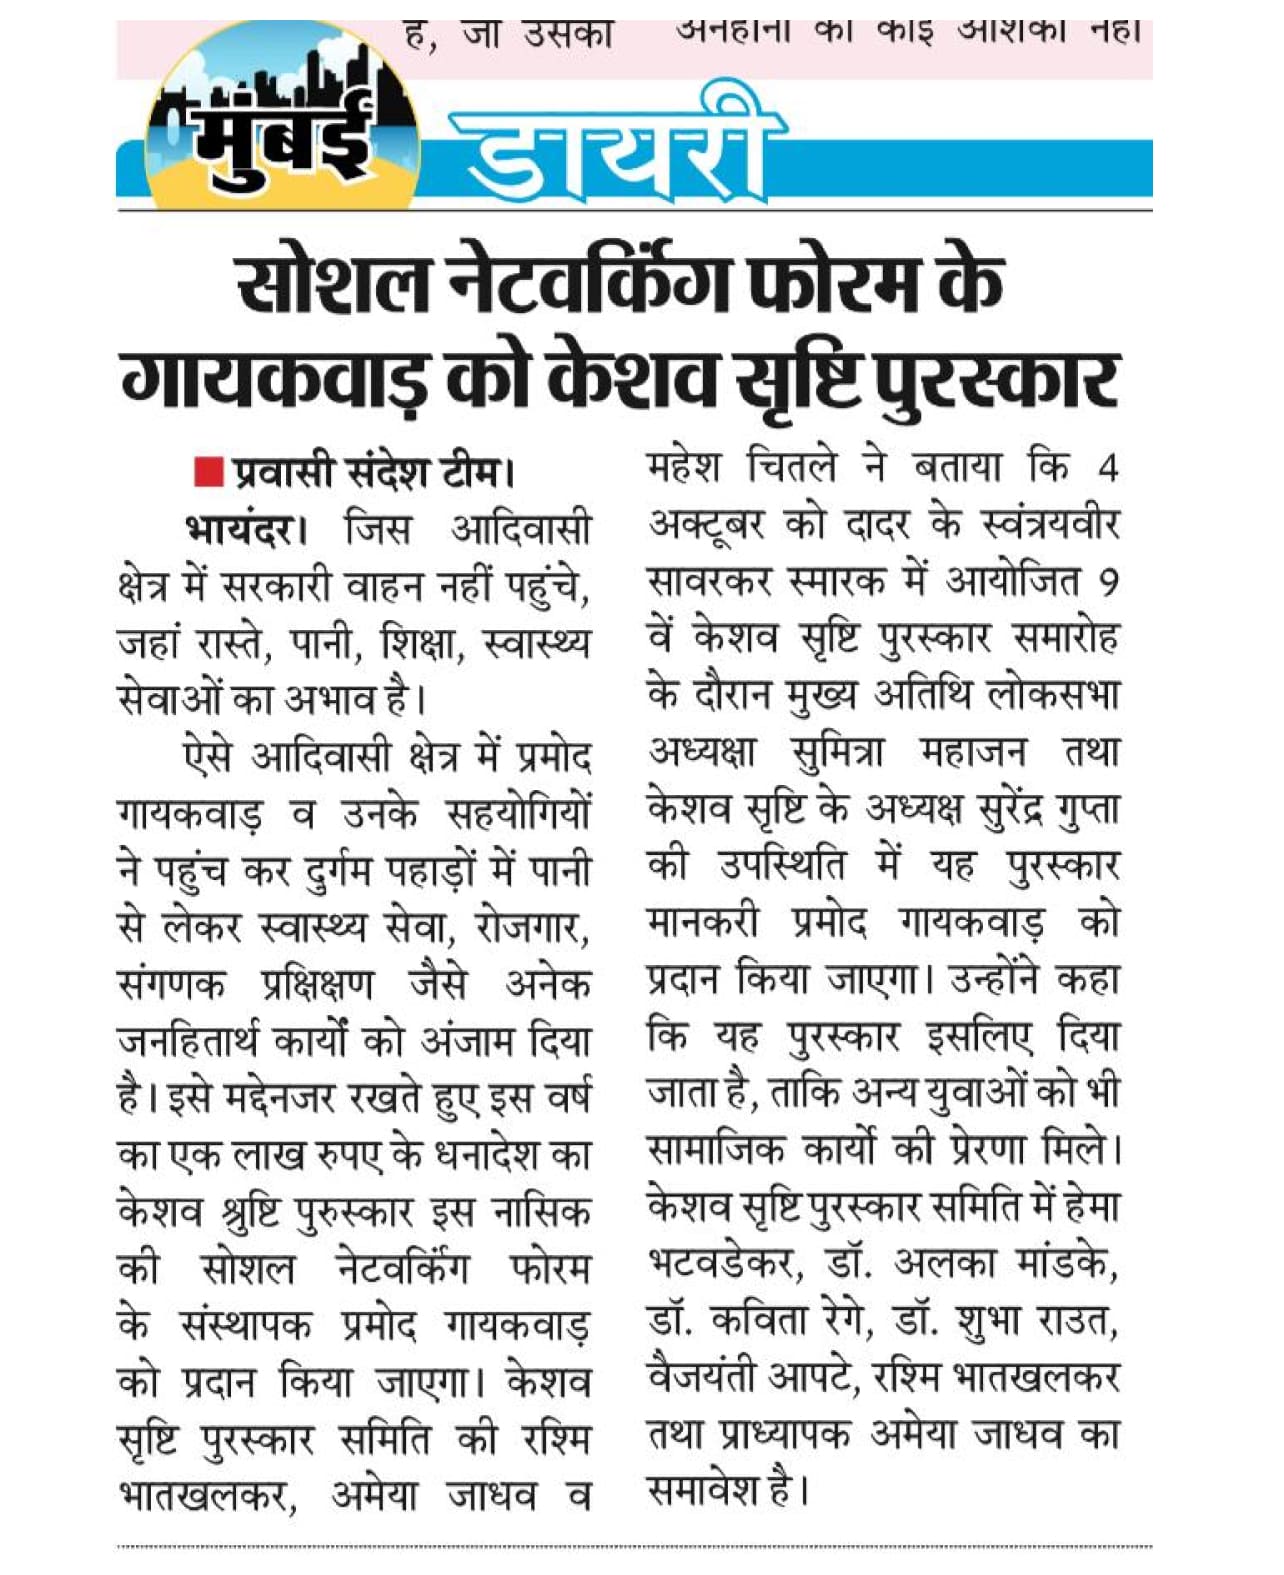 है, जो उसका
अनहोनी की कोई आशंका नहीं
मुंबई डायरी
सोशल नेटवर्किंग फोरम के
गायकवाड़ को केशव सृष्टि पुरस्कार
प्रवासी संदेश टीम।
भायंदर। जिस आदिवासी
क्षेत्र में सरकारी वाहन नहीं पहुंचे,
जहां रास्ते, पानी, शिक्षा, स्वास्थ्य
सेवाओं का अभाव है।
ऐसे आदिवासी क्षेत्र में प्रमोद
गायकवाड़ व उनके सहयोगियों
ने पहुंच कर दुर्गम पहाड़ों में पानी
से लेकर स्वास्थ्य सेवा, रोजगार,
संगणक प्रक्षिक्षण जैसे अनेक
जनहितार्थ कार्यों को अंजाम दिया
है। इसे मद्देनजर रखते हुए इस वर्ष
का एक लाख रुपए के धनादेश का
केशव श्रुष्टि पुरुस्कार इस नासिक
की सोशल नेटवर्किंग फोरम
के संस्थापक प्रमोद गायकवाड़
को प्रदान किया जाएगा। केशव
सृष्टि पुरस्कार समिति की रश्मि
भातखलकर, अमेया जाधव व
महेश चितले ने बताया कि 4
अक्टूबर को दादर के स्वंत्रयवीर
सावरकर स्मारक में आयोजित 9
वें केशव सृष्टि पुरस्कार समारोह
के दौरान मुख्य अतिथि लोकसभा
अध्यक्षा सुमित्रा महाजन तथा
केशव सृष्टि के अध्यक्ष सुरेंद्र गुप्ता
की उपस्थिति में यह पुरस्कार
मानकरी प्रमोद गायकवाड़ को
प्रदान किया जाएगा। उन्होंने कहा
कि यह पुरस्कार इसलिए दिया
जाता है, ताकि अन्य युवाओं को भी
सामाजिक कार्यो की प्रेरणा मिले।
केशव सृष्टि पुरस्कार समिति में हेमा
भटवडेकर, डॉ. अलका मांडके,
डॉ. कविता रेगे, डॉ. शुभा राउत,
वैजयंती आपटे, रश्मि भातखलकर
तथा प्राध्यापक अमेया जाधव का
समावेश है।